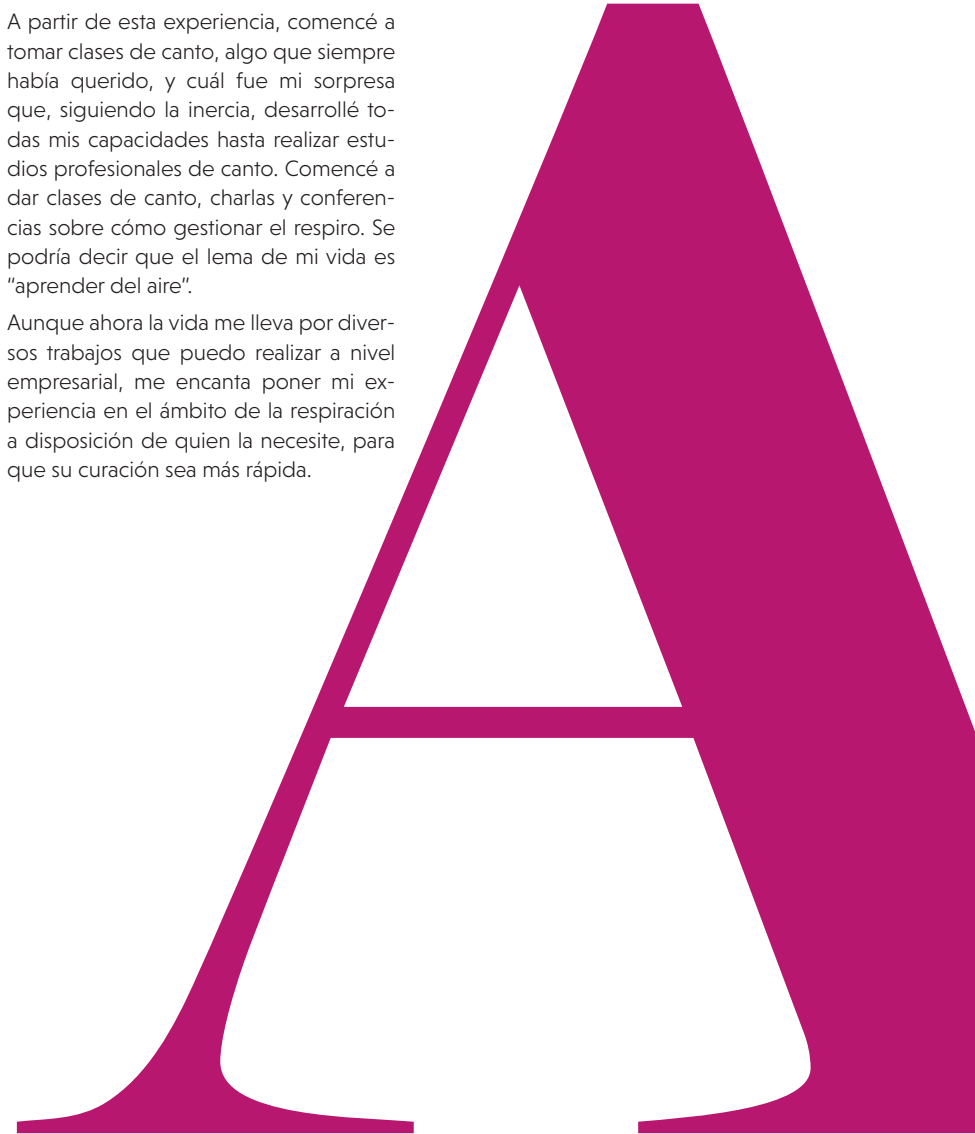 A partir de esta experiencia, comencé a
tomar clases de canto, algo que siempre
había querido, y cuál fue mi sorpresa
que, siguiendo la inercia, desarrollé to-
das mis capacidades hasta realizar estu-
dios profesionales de canto. Comencé a
dar clases de canto, charlas y conferen-
cias sobre cómo gestionar el respiro. Se
podría decir que el lema de mi vida es
“aprender del aire”.
Aunque ahora la vida me lleva por diver-
sos trabajos que puedo realizar a nivel
empresarial, me encanta poner mi ex-
periencia en el ámbito de la respiración
a disposición de quien la necesite, para
que su curación sea más rápida.
A